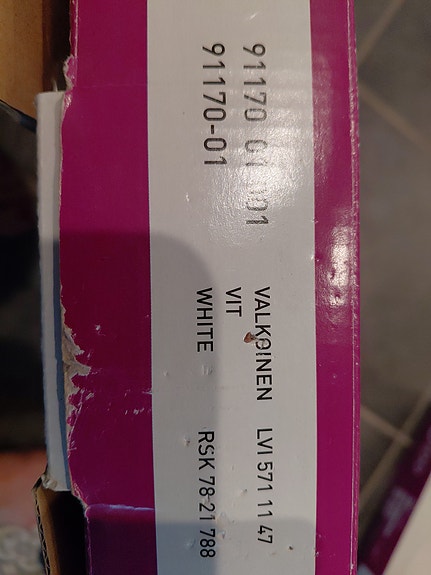 91170 VALKOINEN LVI 571 11 47
VIT
91170-01 WHITE RSK 78 21 788